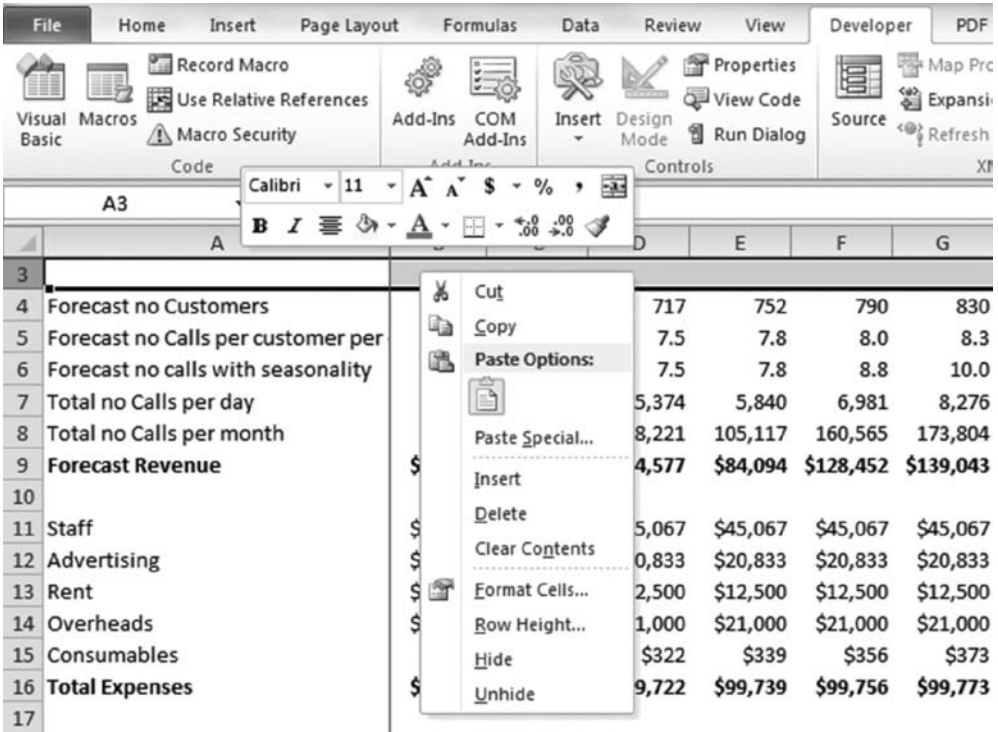 File Home Insert Page Layout Formulas Data Review View Developer PDF
Visual Basic
Macros
Record Macro
Use Relative References
Macro Security
Code
Add-Ins
COM Add-Ins
Add-Ins
Insert
Design Mode
Properties
View Code
Run Dialog
Controls
Source
Map Pro
Expansi
Refresh
XM
Calibri 11 A A $ % ,
B I A .00 .00
A3
A D E F G
3
4 Forecast no Customers 717 752 790 830
5 Forecast no Calls per customer per 7.5 7.8 8.0 8.3
6 Forecast no calls with seasonality 7.5 7.8 8.8 10.0
7 Total no Calls per day 5,374 5,840 6,981 8,276
8 Total no Calls per month 8,221 105,117 160,565 173,804
9 Forecast Revenue $ 4,577 $84,094 $128,452 $139,043
10
11 Staff $ 5,067 $45,067 $45,067 $45,067
12 Advertising $ 0,833 $20,833 $20,833 $20,833
13 Rent $ 2,500 $12,500 $12,500 $12,500
14 Overheads $ 1,000 $21,000 $21,000 $21,000
15 Consumables $322 $339 $356 $373
16 Total Expenses $ 9,722 $99,739 $99,756 $99,773
17
Cut
Copy
Paste Options:
Paste Special...
Insert
Delete
Clear Contents
Format Cells...
Row Height...
Hide
Unhide